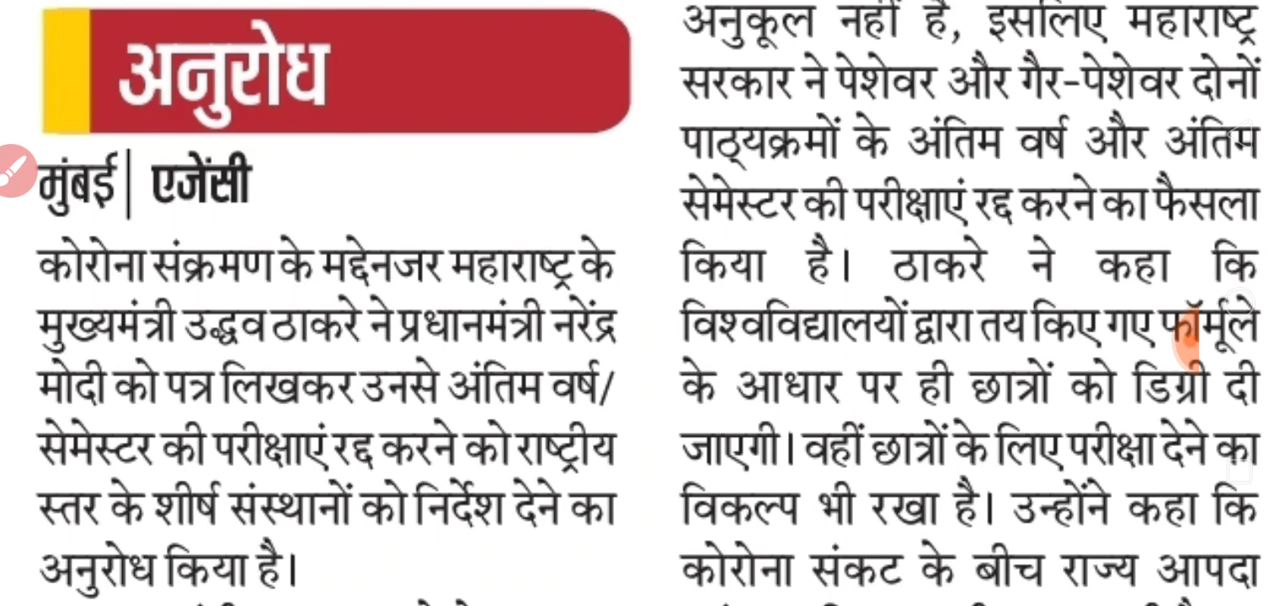 अनुरोध
मुंबई | एजेंसी
कोरोना संक्रमण के मद्देनजर महाराष्ट्र के
मुख्यमंत्री उद्धव ठाकरे ने प्रधानमंत्री नरेंद्र
मोदी को पत्र लिखकर उनसे अंतिम वर्ष/
सेमेस्टर की परीक्षाएं रद्द करने को राष्ट्रीय
स्तर के शीर्ष संस्थानों को निर्देश देने का
अनुरोध किया है।
अनुकूल नहीं है, इसलिए महाराष्ट्र
सरकार ने पेशेवर और गैर-पेशेवर दोनों
पाठ्यक्रमों के अंतिम वर्ष और अंतिम
सेमेस्टर की परीक्षाएं रद्द करने का फैसला
किया है। ठाकरे ने कहा कि
विश्वविद्यालयों द्वारा तय किए गए फॉर्मूले
के आधार पर ही छात्रों को डिग्री दी
जाएगी। वहीं छात्रों के लिए परीक्षा देने का
विकल्प भी रखा है। उन्होंने कहा कि
कोरोना संकट के बीच राज्य आपदा